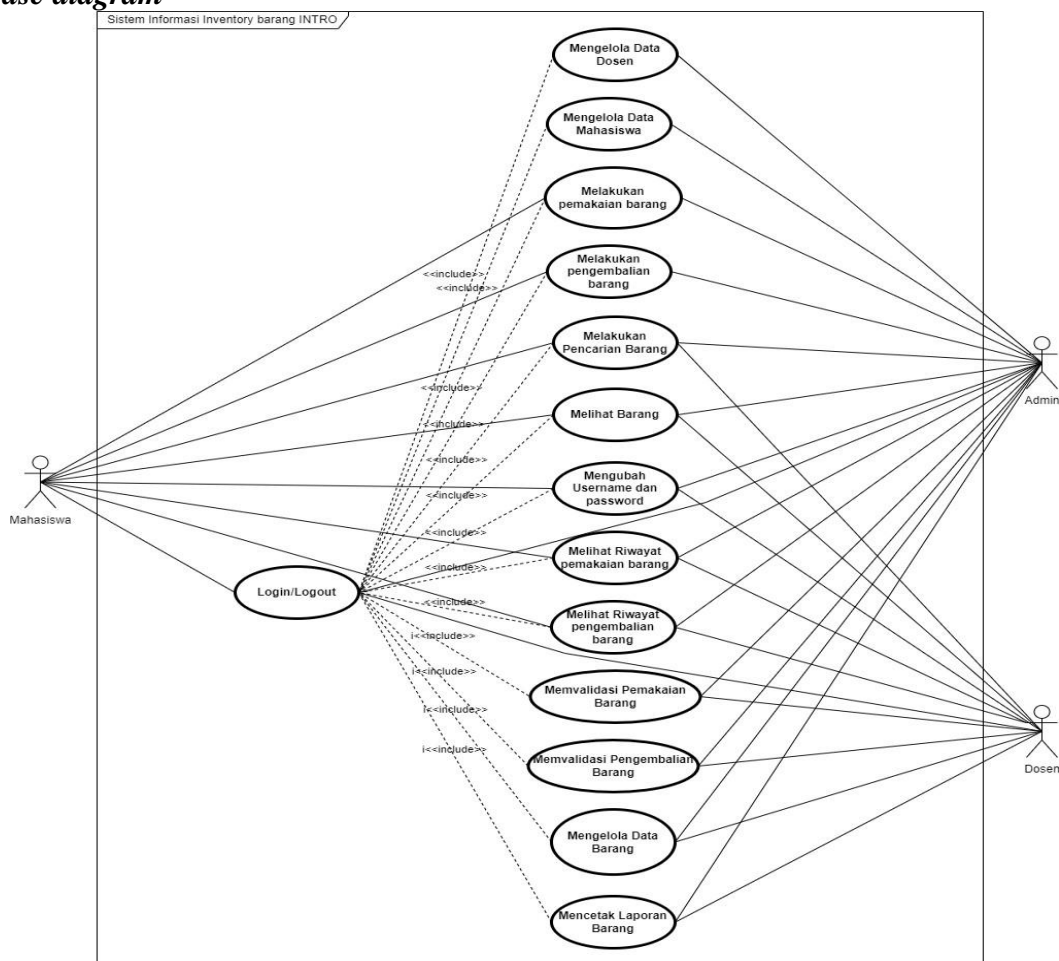 ase diagram
Sistem Informasi Inventory barang INTRO
Mengelola Data
Dosen
Mengelola Data
Mahasiswa
Melakukan
pemakaian barang
Melakukan
pengembalian
barang
<<include>>
<<include>>
Melakukan
Pencarian Barang
Admin
<<include>>
Melihat Barang
<<include>>
<<include>>
Mengubah
Username dan
password
<<include>>
Mahasiswa
<<include>>
Melihat Riwayat
pemakaian barang
<<include>>
Login/Logout
<<include>>
Melihat Riwayat
pengembalian
barang
i<<include>>
i<<include>>
Memvalidasi Pemakaian
Barang
i<<include>>
i<<include>>
Memvalidasi Pengembalian
Barang
Dosen
Mengelola Data
Barang
Mencetak Laporan
Barang